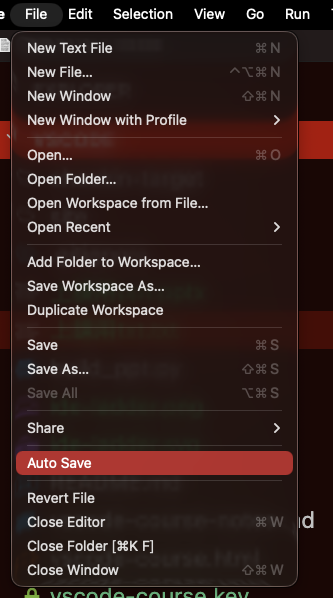 File Edit Selection View Go Run
New Text File ⌘ N
New File... ⌃⌥⌘ N
New Window ⇧⌘ N
New Window with Profile >
Open... ⌘ O
Open Folder...
Open Workspace from File...
Open Recent >
Add Folder to Workspace...
Save Workspace As...
Duplicate Workspace
Save ⌘ S
Save As... ⇧⌘ S
Save All ⌥⌘ S
Share >
Auto Save
Revert File
Close Editor ⌘ W
Close Folder [⌘K F]
Close Window ⇧⌘ W
vscode-course.key